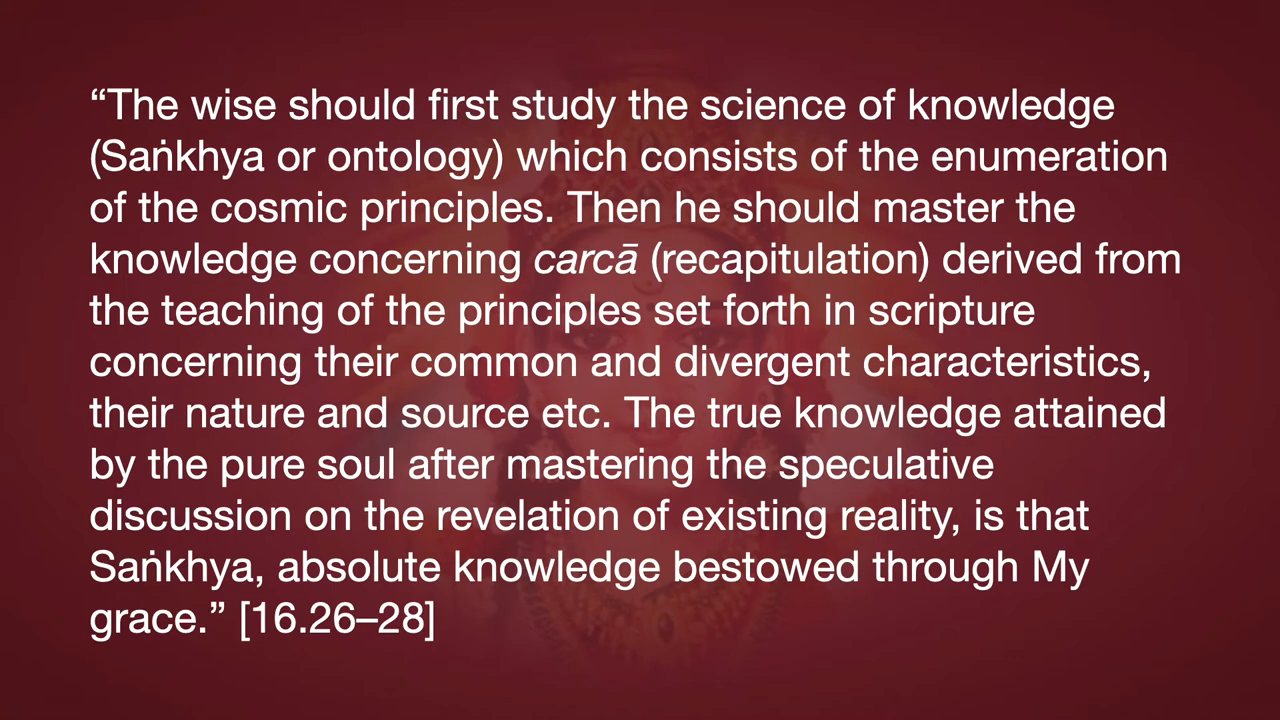 “The wise should first study the science of knowledge
(Saṅkhya or ontology) which consists of the enumeration
of the cosmic principles. Then he should master the
knowledge concerning carcā (recapitulation) derived from
the teaching of the principles set forth in scripture
concerning their common and divergent characteristics,
their nature and source etc. The true knowledge attained
by the pure soul after mastering the speculative
discussion on the revelation of existing reality, is that
Saṅkhya, absolute knowledge bestowed through My
grace.” [16.26–28]